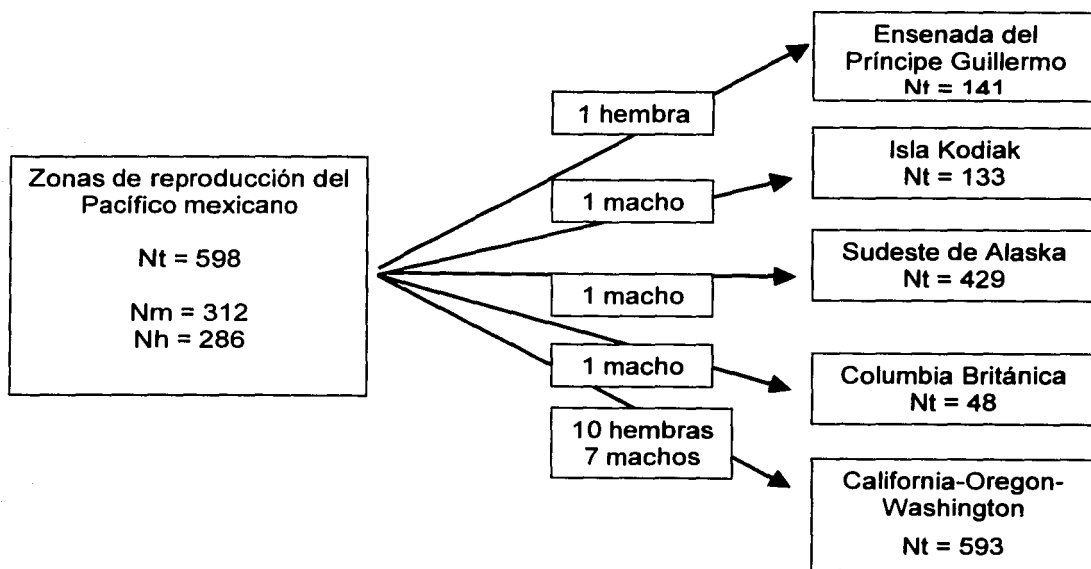 Zonas de reproducción del
Pacífico mexicano
Nt = 598
Nm = 312
Nh = 286
1 hembra
1 macho
1 macho
1 macho
10 hembras
7 machos
Ensenada del
Príncipe Guillermo
Nt = 141
Isla Kodiak
Nt = 133
Sudeste de Alaska
Nt = 429
Columbia Británica
Nt = 48
California-Oregon-
Washington
Nt = 593